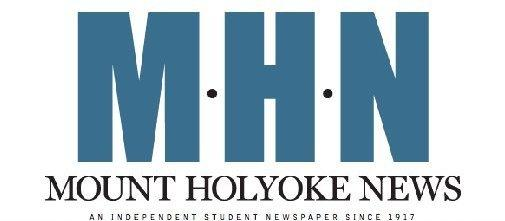 M·H·N
MOUNT HOLYOKE NEWS
AN INDEPENDENT STUDENT NEWSPAPER SINCE 1917